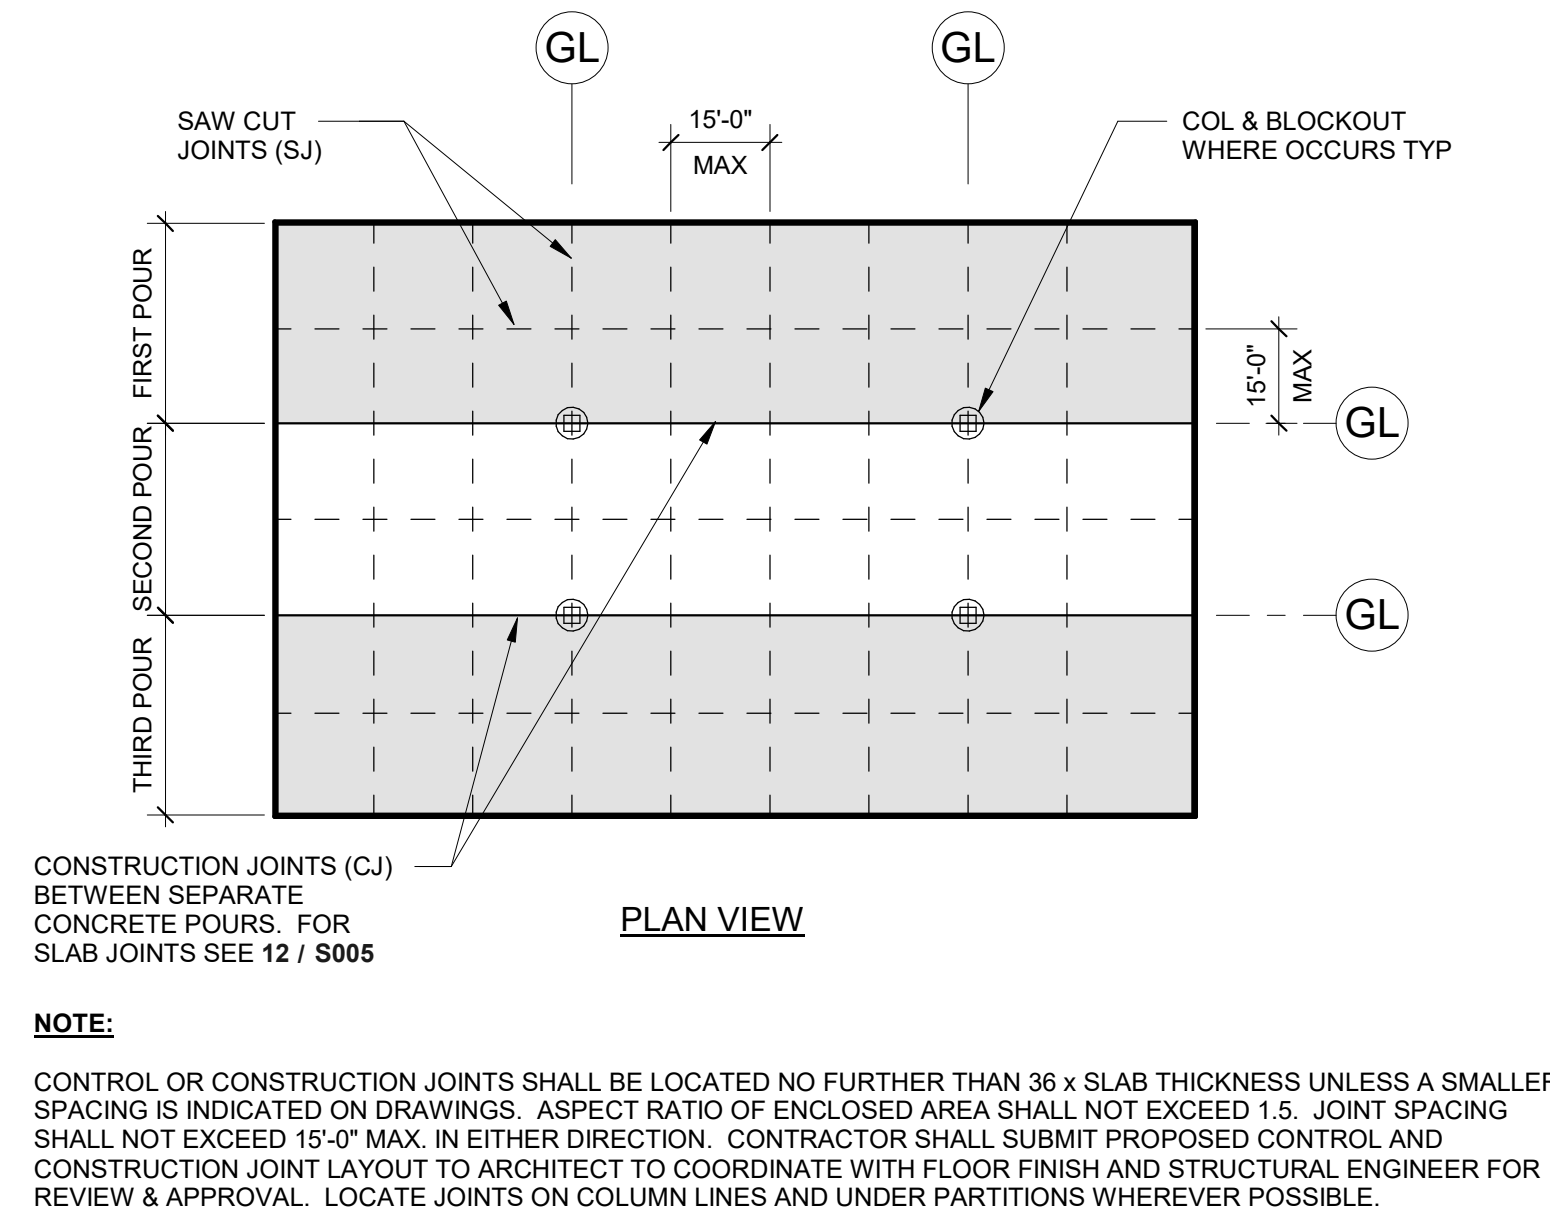 GL
GL
SAW CUT
JOINTS (SJ)
15'-0"
MAX
COL & BLOCKOUT
WHERE OCCURS TYP
FIRST POUR
15'-0"
MAX
GL
SECOND POUR
GL
THIRD POUR
CONSTRUCTION JOINTS (CJ)
BETWEEN SEPARATE
CONCRETE POURS. FOR
SLAB JOINTS SEE 12 / S005
PLAN VIEW
NOTE:
CONTROL OR CONSTRUCTION JOINTS SHALL BE LOCATED NO FURTHER THAN 36 x SLAB THICKNESS UNLESS A SMALLER
SPACING IS INDICATED ON DRAWINGS. ASPECT RATIO OF ENCLOSED AREA SHALL NOT EXCEED 1.5. JOINT SPACING
SHALL NOT EXCEED 15'-0" MAX. IN EITHER DIRECTION. CONTRACTOR SHALL SUBMIT PROPOSED CONTROL AND
CONSTRUCTION JOINT LAYOUT TO ARCHITECT TO COORDINATE WITH FLOOR FINISH AND STRUCTURAL ENGINEER FOR
REVIEW & APPROVAL. LOCATE JOINTS ON COLUMN LINES AND UNDER PARTITIONS WHEREVER POSSIBLE.